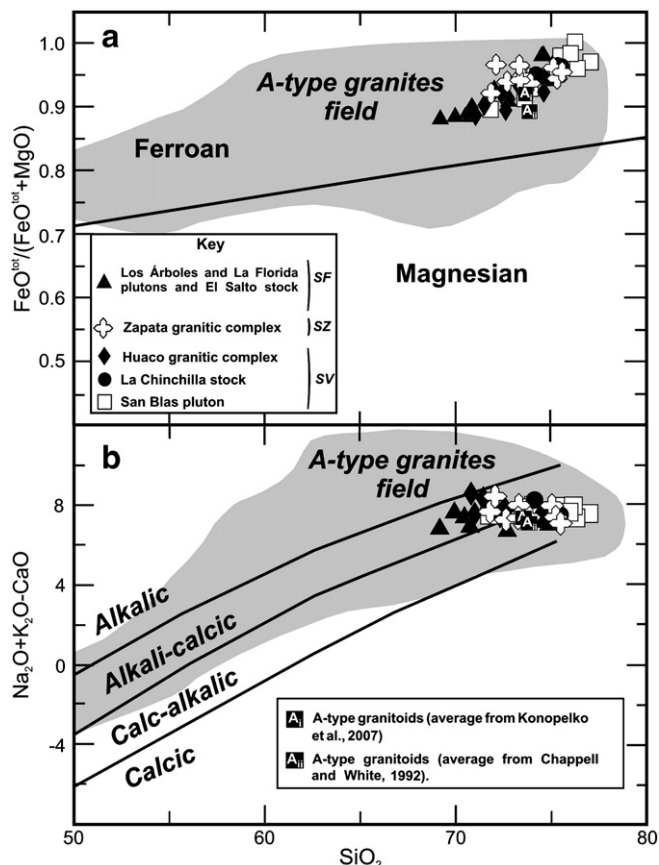 a
A-type granites
field
Ferroan
Magnesian
FeOtot/(FeOtot+MgO)
1.0
0.9
0.8
0.7
0.6
0.5
Key
Los Árboles and La Florida
plutons and El Salto stock
SF
Zapata granitic complex
SZ
Huaco granitic complex
La Chinchilla stock
SV
San Blas pluton
AI
AII
b
A-type granites
field
Na2O+K2O-CaO
8
4
0
-4
Alkalic
Alkali-calcic
Calc-alkalic
Calcic
AII
AI A-type granitoids (average from Konopelko
et al., 2007)
AII A-type granitoids (average from Chappell
and White, 1992).
50 60 70 80